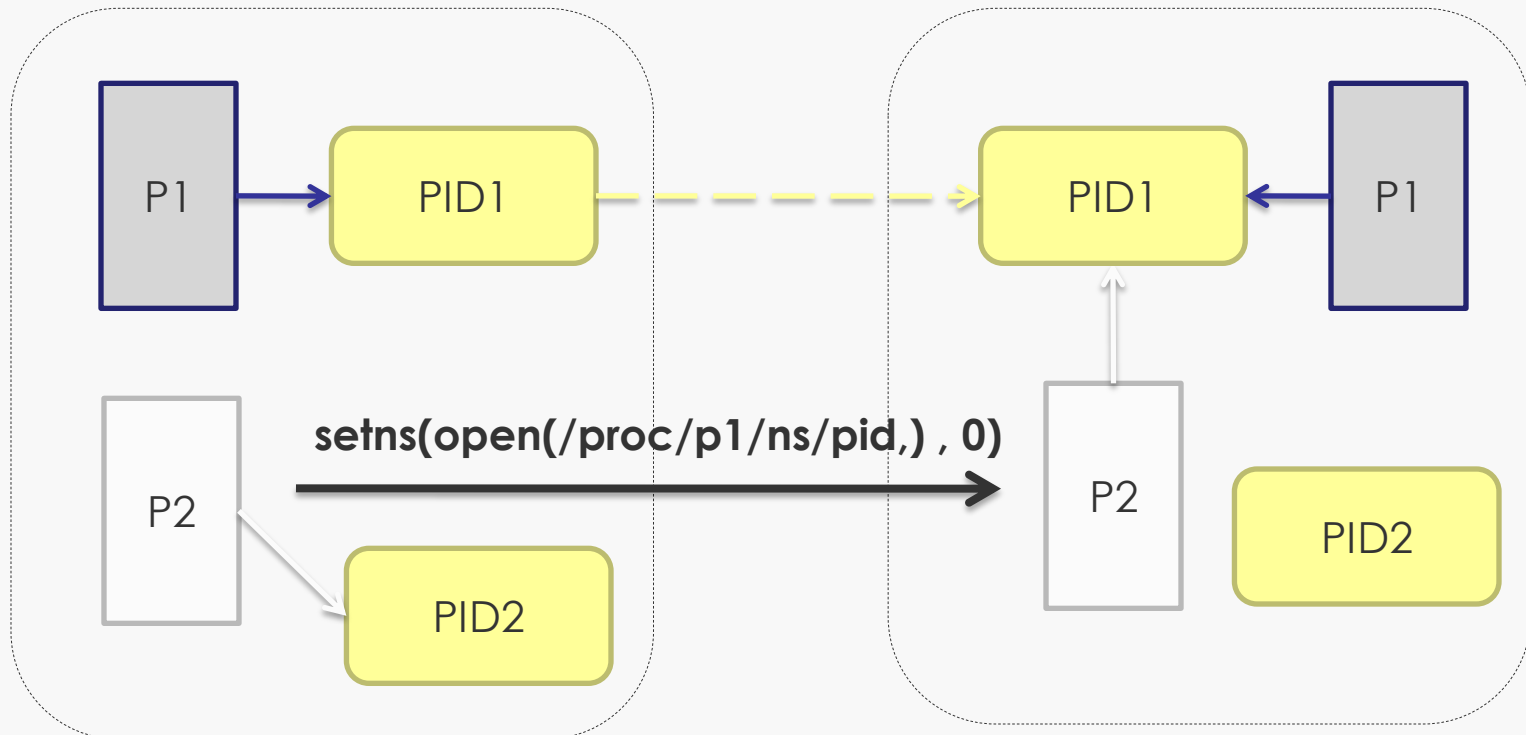 P1
PID1
PID1
P1
setns(open(/proc/p1/ns/pid,) , 0)
P2
PID2
P2
PID2